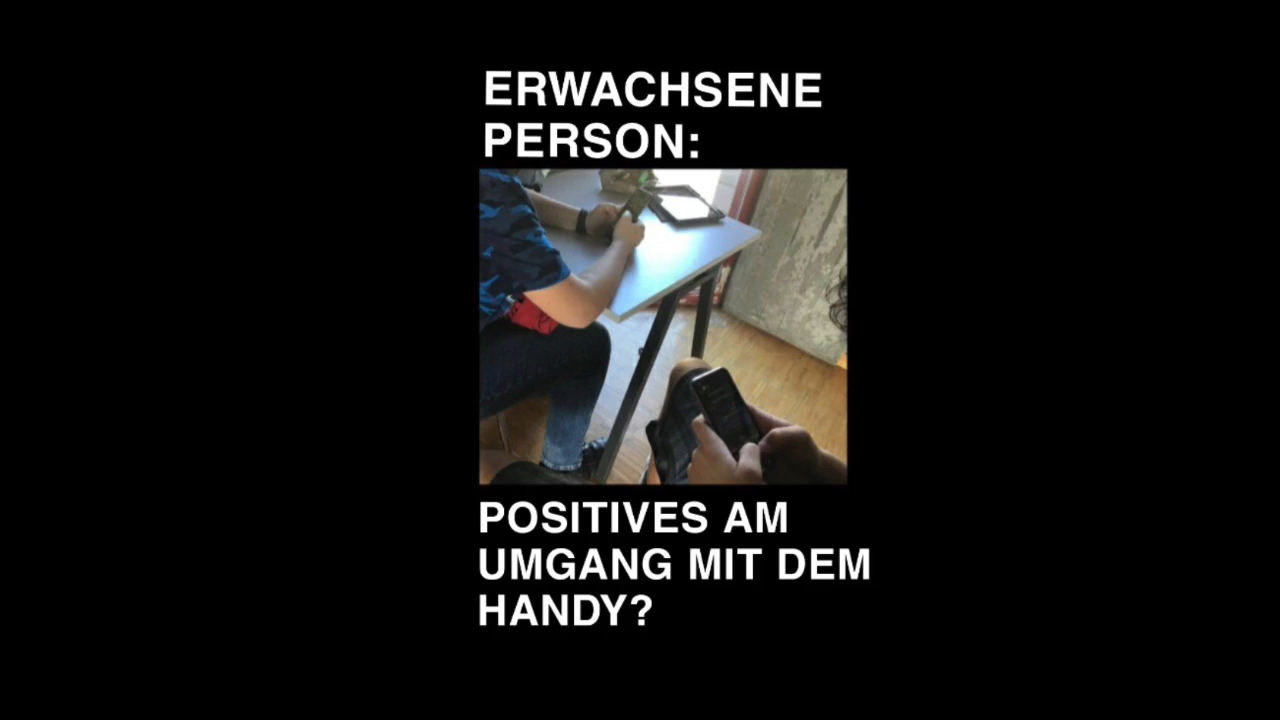 ERWACHSENE
PERSON:
POSITIVES AM
UMGANG MIT DEM
HANDY?